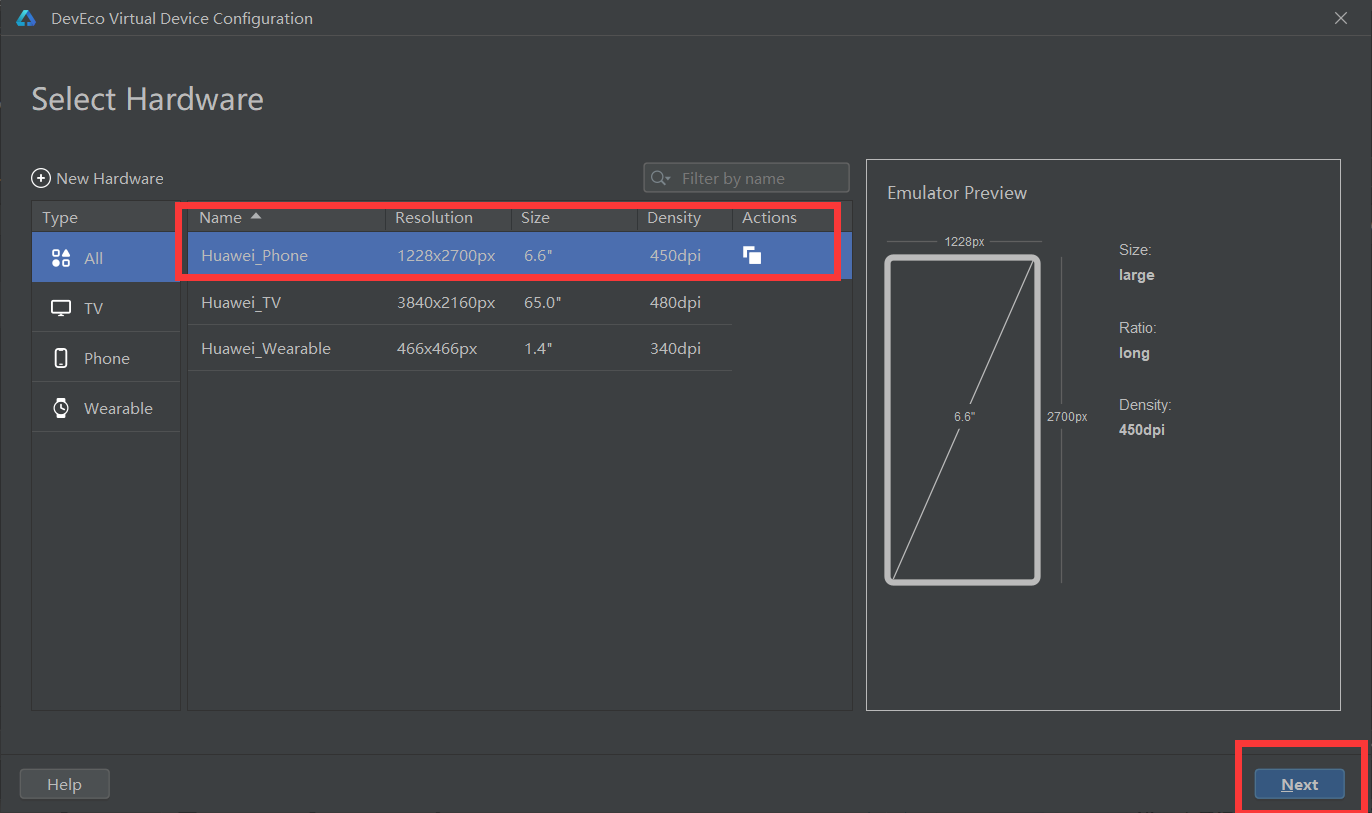 DevEco Virtual Device Configuration
Select Hardware
New Hardware
Filter by name
Type
All
TV
Phone
Wearable
Name Resolution Size Density Actions
Huawei_Phone 1228x2700px 6.6" 450dpi
Huawei_TV 3840x2160px 65.0" 480dpi
Huawei_Wearable 466x466px 1.4" 340dpi
Emulator Preview
1228px
6.6"
2700px
Size:
large
Ratio:
long
Density:
450dpi
Help
Next